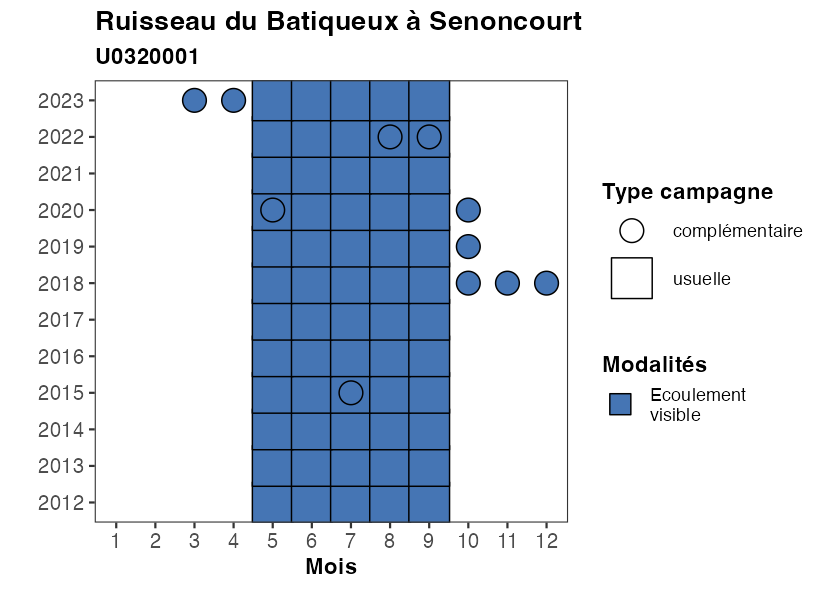 Ruisseau du Batiqueux à Senoncourt
U0320001
2023
2022
2021
2020
2019
2018
2017
2016
2015
2014
2013
2012
1 2 3 4 5 6 7 8 9 10 11 12
Mois
Type campagne
complémentaire
usuelle
Modalités
Ecoulement
visible